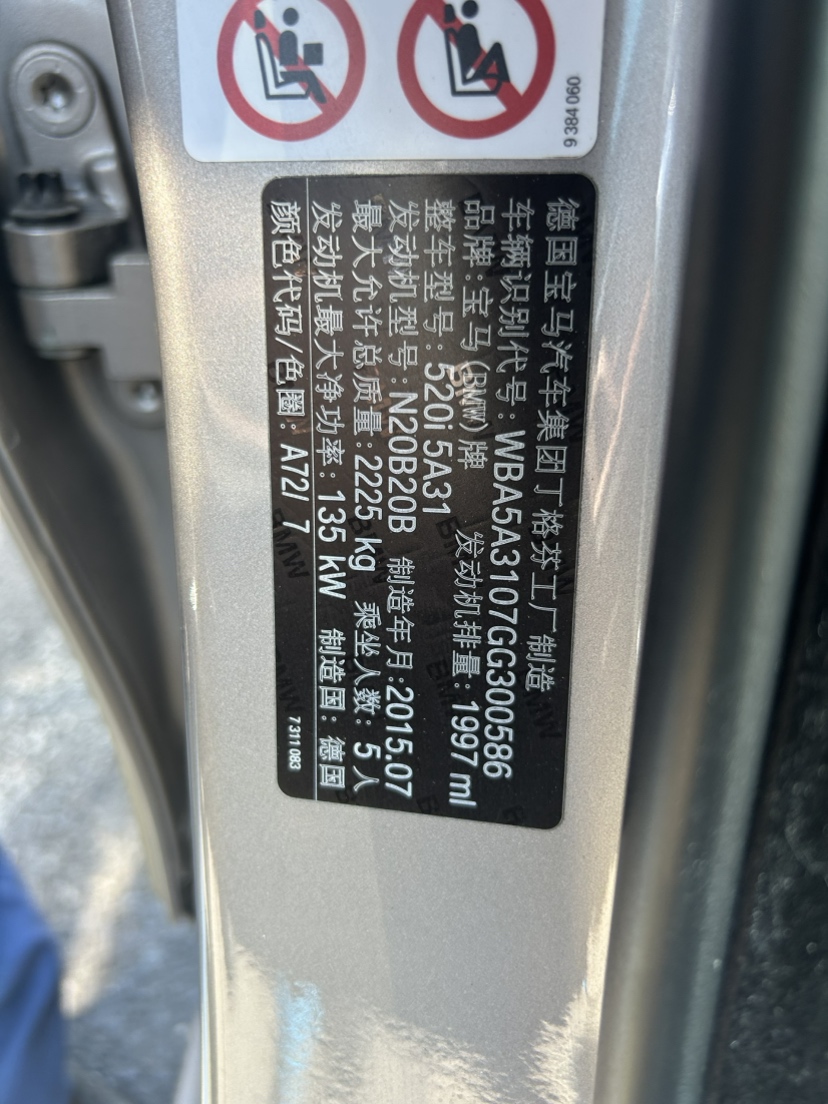 9 384 060
德国宝马汽车集团丁格芬工厂制造
车辆识别代号: WBA5A3107GG300586
品牌: 宝马(BMW)牌 发动机排量: 1997 ml
整车型号: 520i 5A31
发动机型号: N20B20B 制造年月: 2015.07
最大允许总质量: 2225 kg 乘坐人数: 5 人
发动机最大净功率: 135 kW 制造国: 德国
颜色代码/色圈: A72/ 7
7 311 083